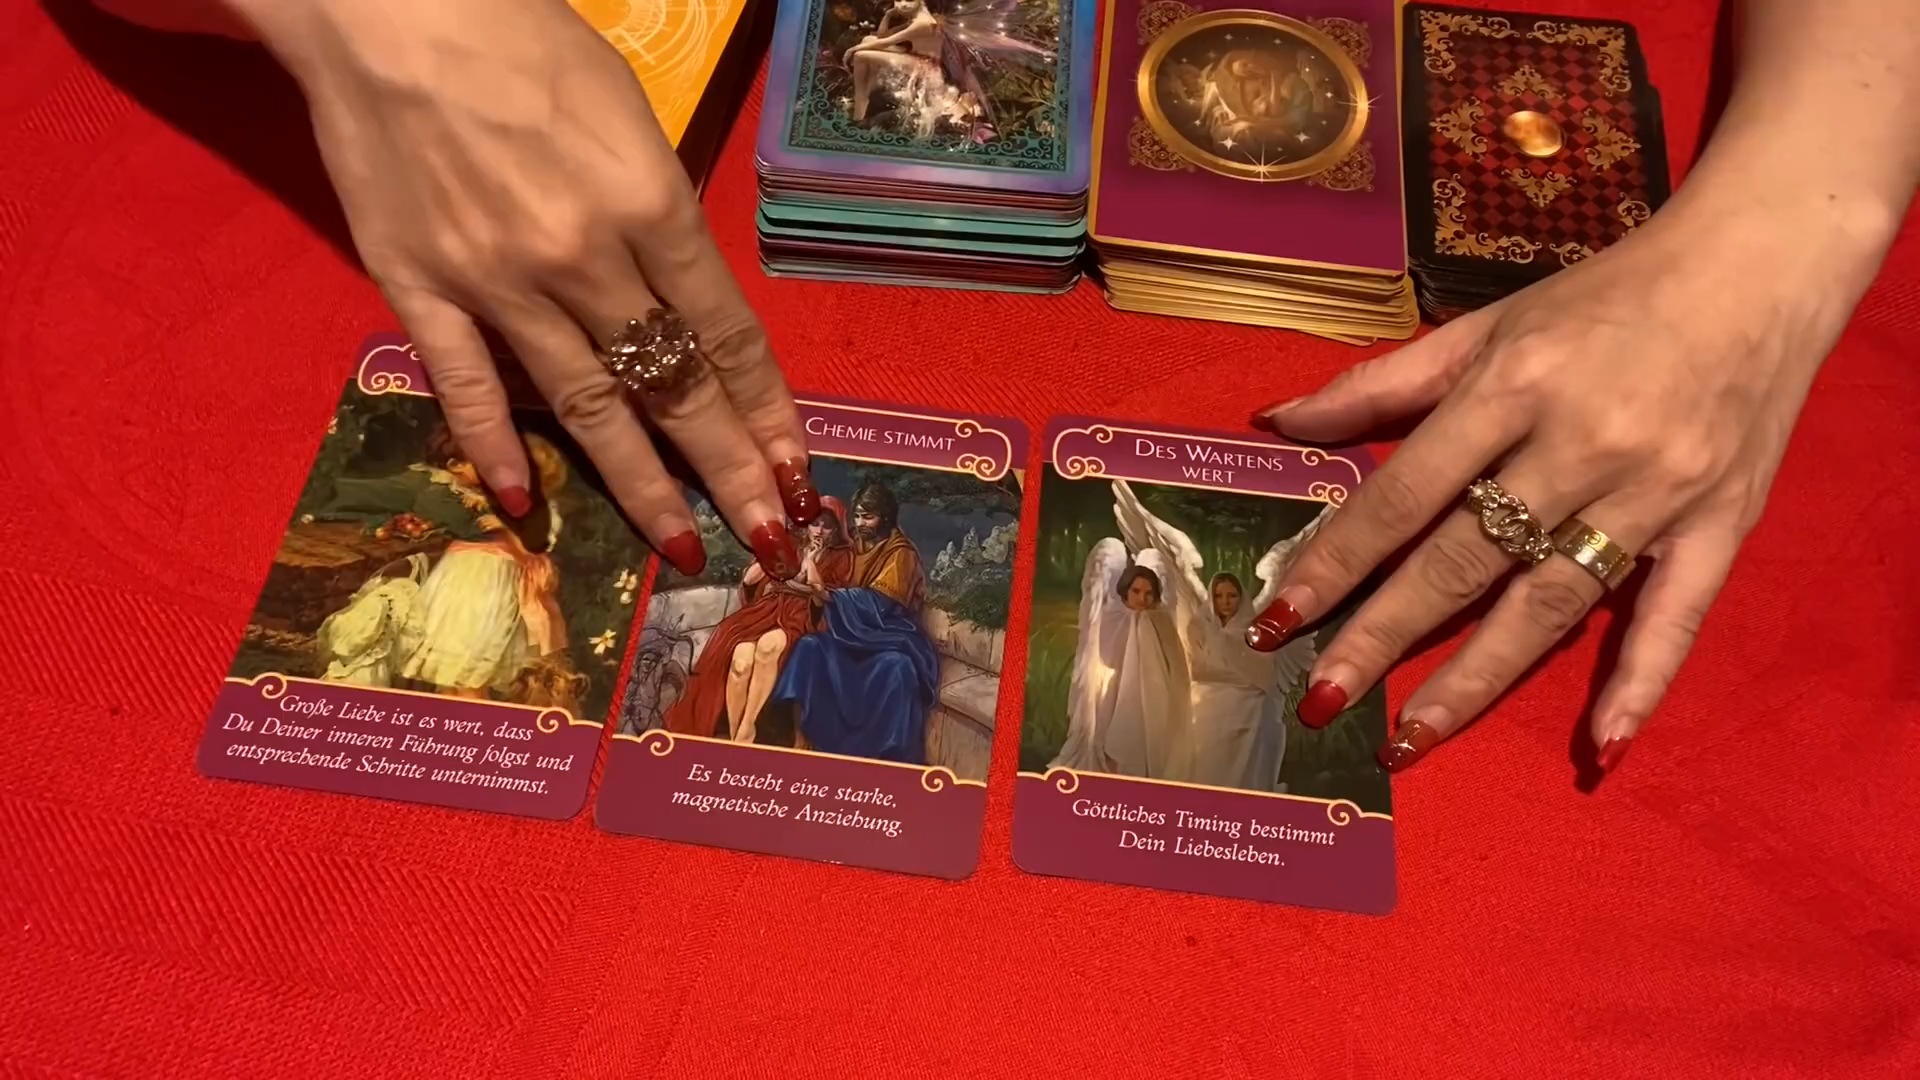 Chemie stimmt
Des Wartens
wert
Große Liebe ist es wert, dass
Du Deiner inneren Führung folgst und
entsprechende Schritte unternimmst.
Es besteht eine starke,
magnetische Anziehung.
Göttliches Timing bestimmt
Dein Liebesleben.